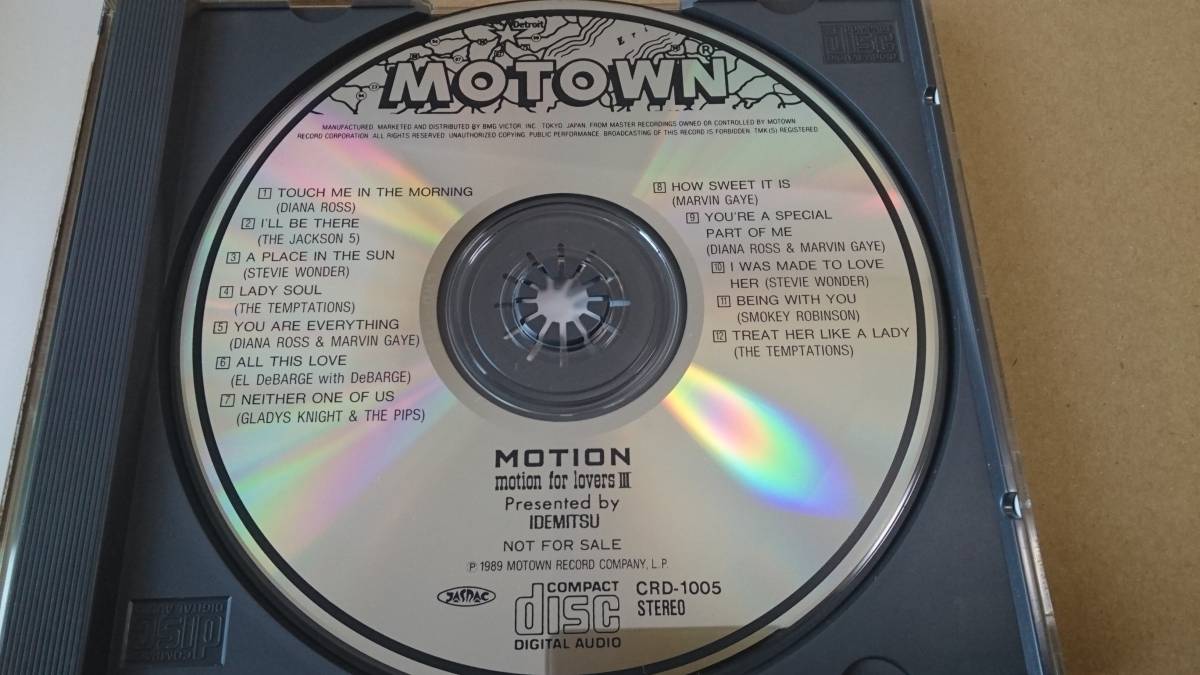 Detroit
MOTOWN®
MANUFACTURED, MARKETED AND DISTRIBUTED BY BMG VICTOR, INC. TOKYO, JAPAN. FROM MASTER RECORDINGS OWNED OR CONTROLLED BY MOTOWN
RECORD CORPORATION. ALL RIGHTS RESERVED. UNAUTHORIZED COPYING, PUBLIC PERFORMANCE, BROADCASTING OF THIS RECORD IS FORBIDDEN. TMK(S) REGISTERED
1 TOUCH ME IN THE MORNING
(DIANA ROSS)
2 I'LL BE THERE
(THE JACKSON 5)
3 A PLACE IN THE SUN
(STEVIE WONDER)
4 LADY SOUL
(THE TEMPTATIONS)
5 YOU ARE EVERYTHING
(DIANA ROSS & MARVIN GAYE)
6 ALL THIS LOVE
(EL DeBARGE with DeBARGE)
7 NEITHER ONE OF US
(GLADYS KNIGHT & THE PIPS)
8 HOW SWEET IT IS
(MARVIN GAYE)
9 YOU'RE A SPECIAL
PART OF ME
(DIANA ROSS & MARVIN GAYE)
10 I WAS MADE TO LOVE
HER (STEVIE WONDER)
11 BEING WITH YOU
(SMOKEY ROBINSON)
12 TREAT HER LIKE A LADY
(THE TEMPTATIONS)
MOTION
motion for lovers III
Presented by
IDEMITSU
NOT FOR SALE
Ⓟ 1989 MOTOWN RECORD COMPANY, L.P.
JASRAC
COMPACT
disc
DIGITAL AUDIO
CRD-1005
STEREO
COMPACT
disc
DIGITAL AUDIO